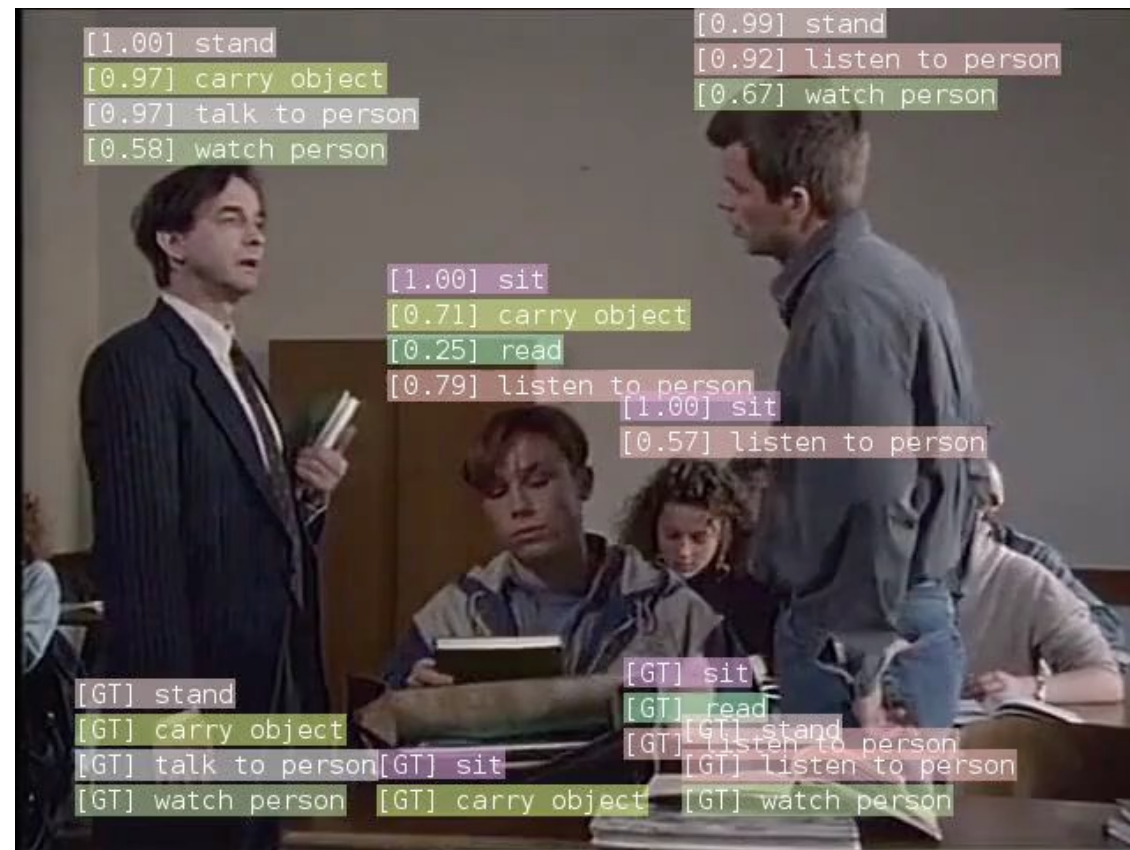 [1.00] stand
[0.97] carry object
[0.97] talk to person
[0.58] watch person
[0.99] stand
[0.92] listen to person
[0.67] watch person
[1.00] sit
[0.71] carry object
[0.25] read
[0.79] listen to person
[1.00] sit
[0.57] listen to person
[GT] stand
[GT] carry object
[GT] talk to person
[GT] watch person
[GT] sit
[GT] carry object
[GT] sit
[GT] read
[GT] listen to person
[GT] stand
[GT] listen to person
[GT] watch person